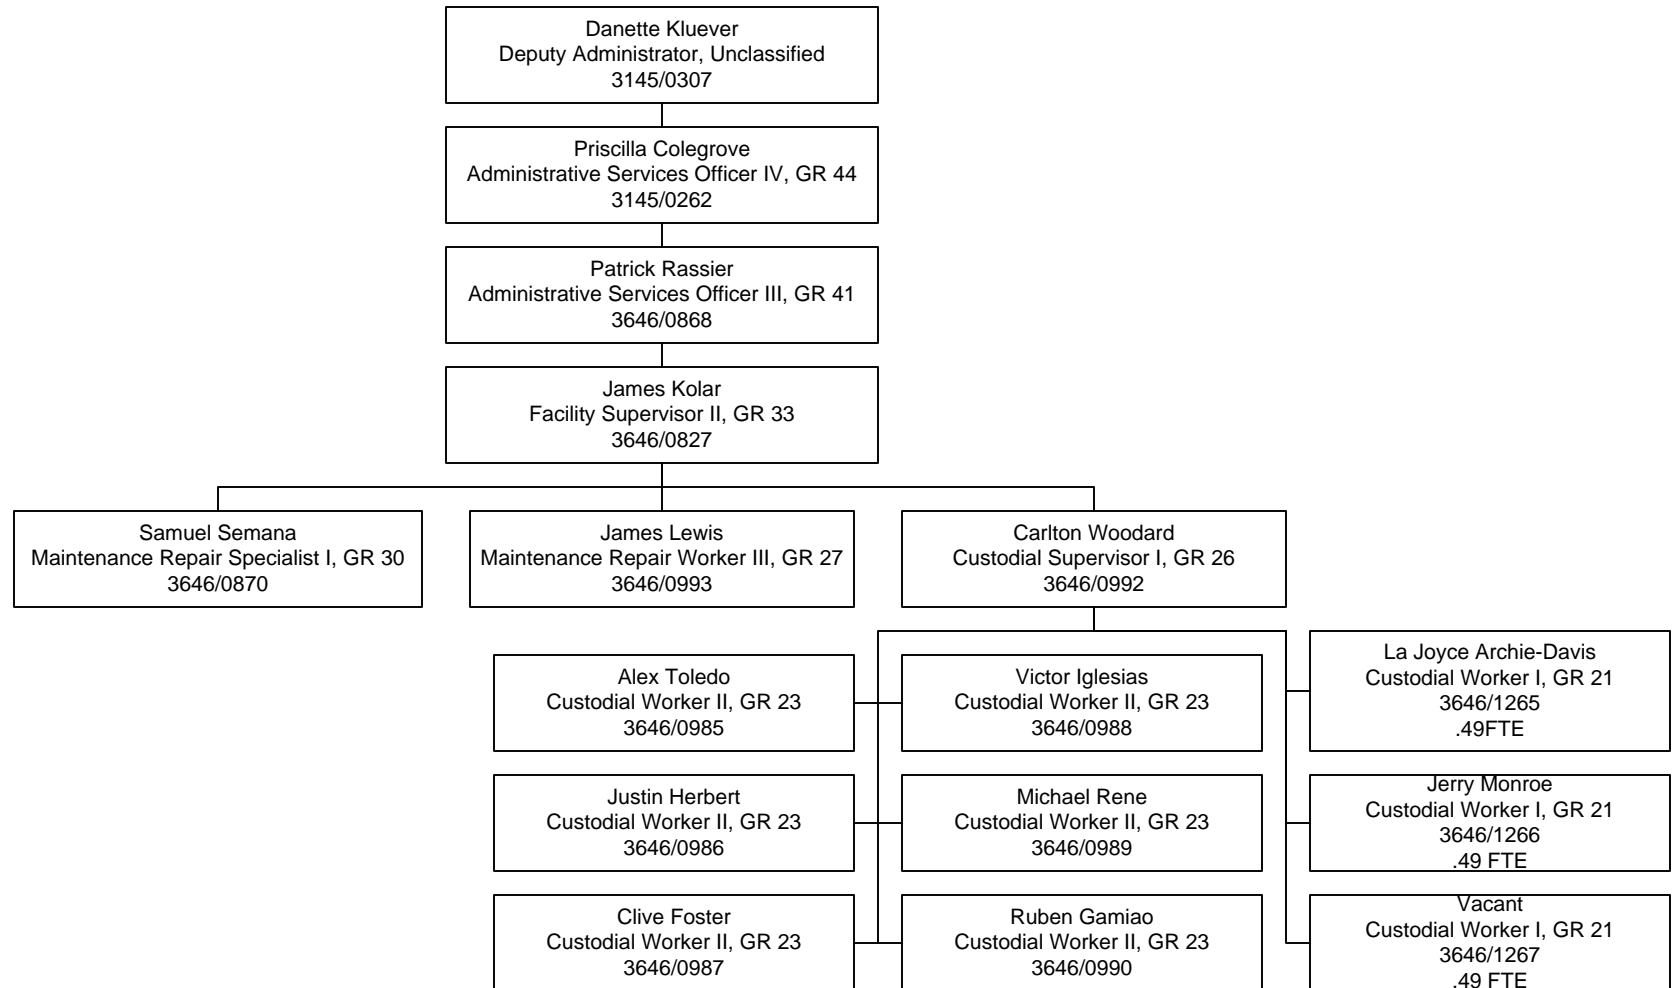 Danette Kluever
Deputy Administrator, Unclassified
3145/0307
Priscilla Colegrove
Administrative Services Officer IV, GR 44
3145/0262
Patrick Rassier
Administrative Services Officer III, GR 41
3646/0868
James Kolar
Facility Supervisor II, GR 33
3646/0827
Samuel Semana
Maintenance Repair Specialist I, GR 30
3646/0870
James Lewis
Maintenance Repair Worker III, GR 27
3646/0993
Carlton Woodard
Custodial Supervisor I, GR 26
3646/0992
Alex Toledo
Custodial Worker II, GR 23
3646/0985
Victor Iglesias
Custodial Worker II, GR 23
3646/0988
La Joyce Archie-Davis
Custodial Worker I, GR 21
3646/1265
.49FTE
Justin Herbert
Custodial Worker II, GR 23
3646/0986
Michael Rene
Custodial Worker II, GR 23
3646/0989
Jerry Monroe
Custodial Worker I, GR 21
3646/1266
.49 FTE
Clive Foster
Custodial Worker II, GR 23
3646/0987
Ruben Gamiao
Custodial Worker II, GR 23
3646/0990
Vacant
Custodial Worker I, GR 21
3646/1267
.49 FTE